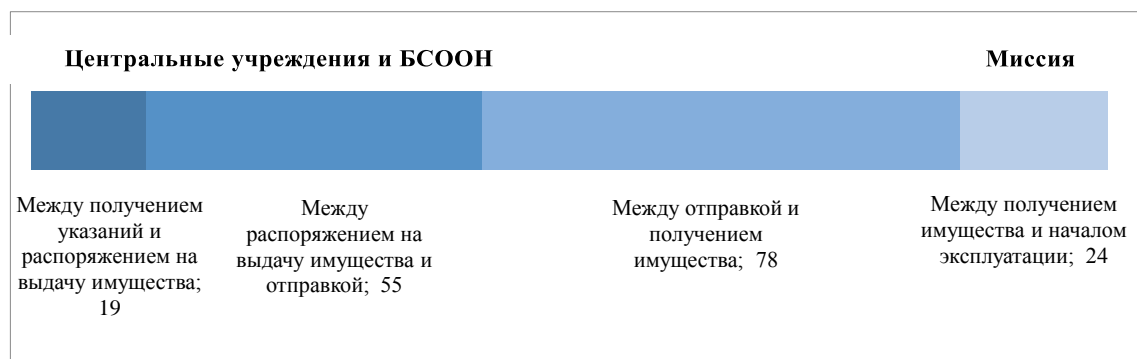 Центральные учреждения и БСООН
Миссия
Между получением
указаний и
распоряжением на
выдачу имущества;
19
Между
распоряжением на
выдачу имущества и
отправкой; 55
Между отправкой и
получением
имущества; 78
Между получением
имущества и началом
эксплуатации; 24